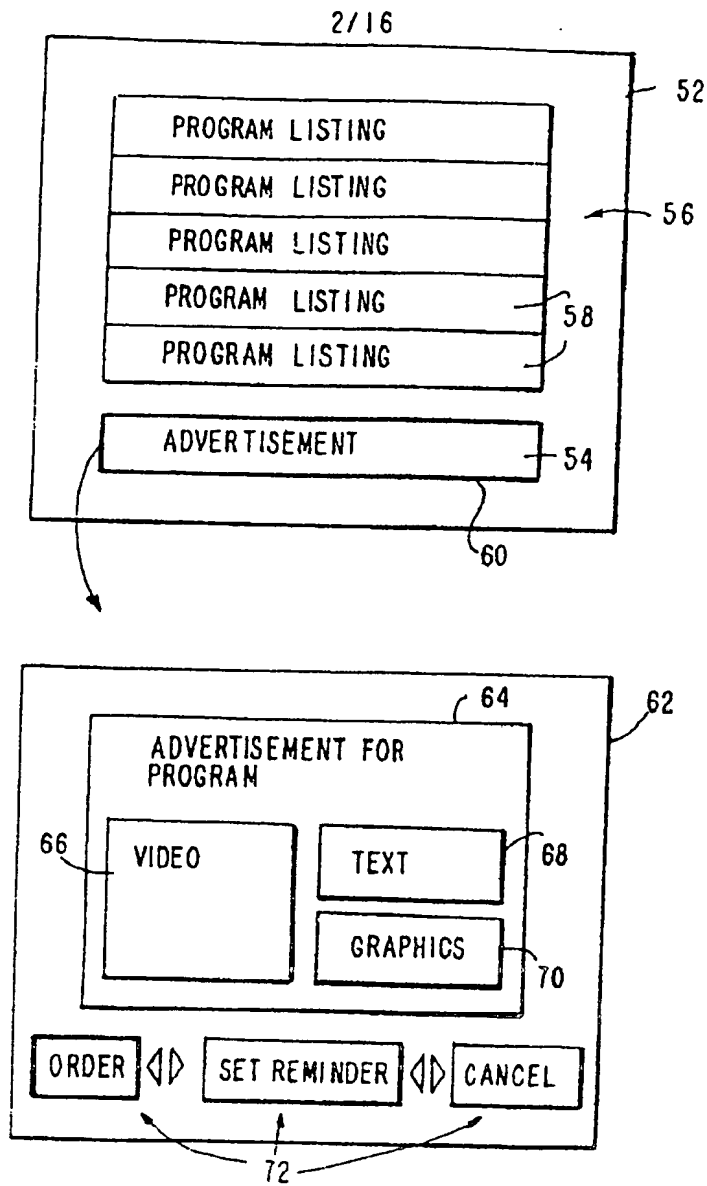 2/16
52
PROGRAM LISTING
PROGRAM LISTING
PROGRAM LISTING
56
PROGRAM LISTING
58
PROGRAM LISTING
ADVERTISEMENT
54
60
64
62
ADVERTISEMENT FOR
PROGRAM
66
VIDEO
TEXT
68
GRAPHICS
70
ORDER
SET REMINDER
CANCEL
72